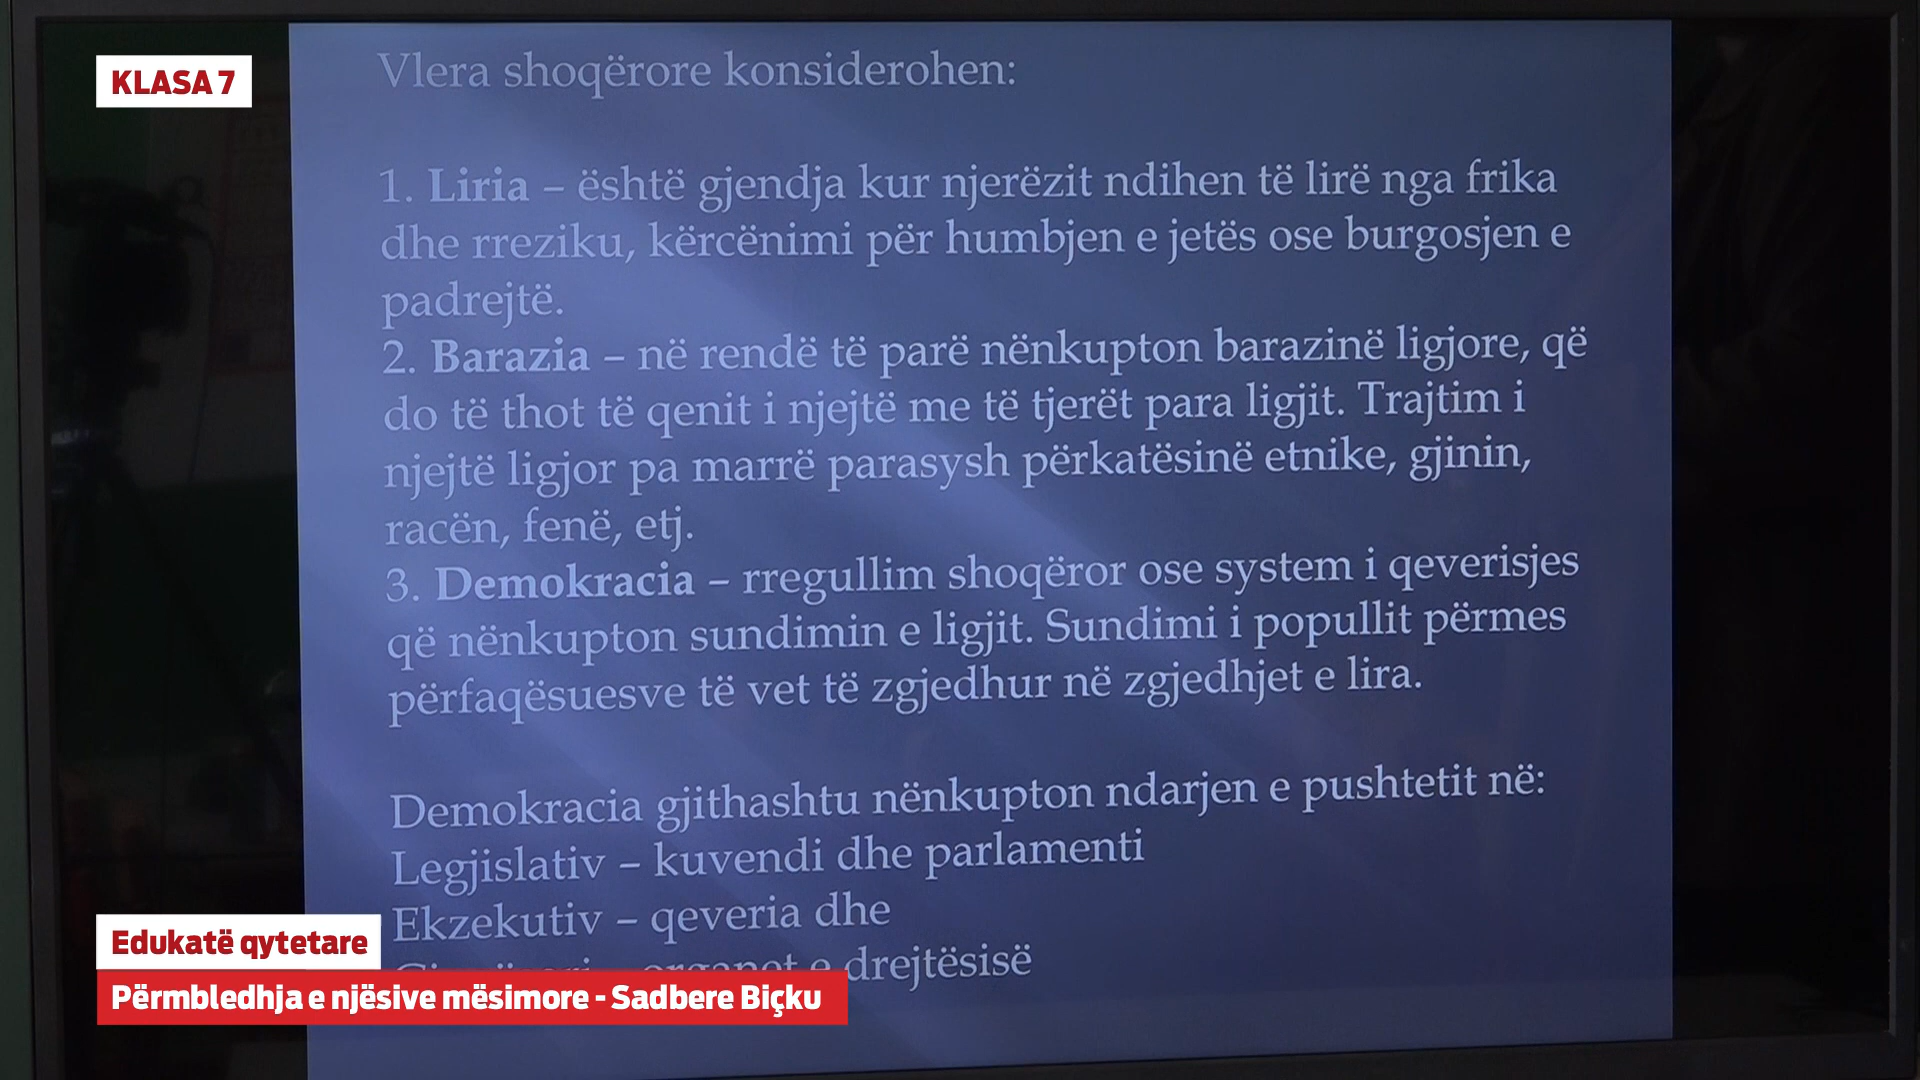 KLASA 7
Vlera shoqërore konsiderohen:
1. Liria – është gjendja kur njerëzit ndihen të lirë nga frika
dhe rreziku, kërcënimi për humbjen e jetës ose burgosjen e
padrejtë.
2. Barazia – në rendë të parë nënkupton barazinë ligjore, që
do të thot të qenit i njejtë me të tjerët para ligjit. Trajtim i
njejtë ligjor pa marrë parasysh përkatësinë etnike, gjinin,
racën, fenë, etj.
3. Demokracia – rregullim shoqëror ose system i qeverisjes
që nënkupton sundimin e ligjit. Sundimi i popullit përmes
përfaqësuesve të vet të zgjedhur në zgjedhjet e lira.
Demokracia gjithashtu nënkupton ndarjen e pushtetit në:
Legjislativ – kuvendi dhe parlamenti
Ekzekutiv – qeveria dhe
organet e drejtësisë
Edukatë qytetare
Përmbledhja e njësive mësimore - Sadbere Biçku